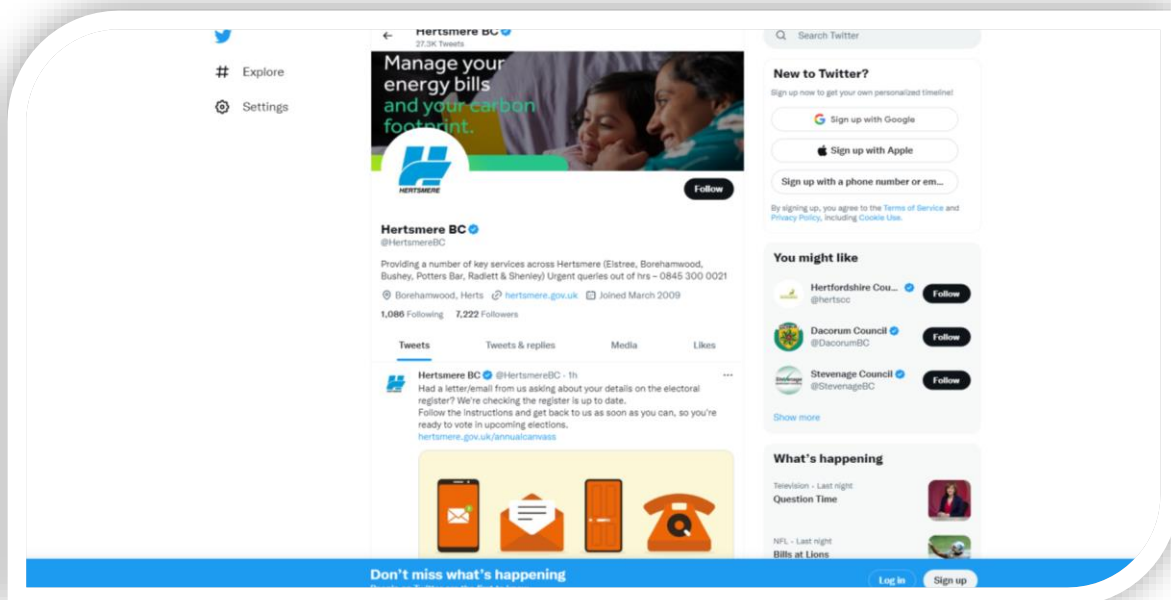 Explore
Settings
Hertsmere BC
27.3K Tweets
Manage your
energy bills
and your carbon
footprint.
HERTSMERE
Follow
Hertsmere BC
@HertsmereBC
Providing a number of key services across Hertsmere (Elstree, Borehamwood,
Bushey, Potters Bar, Radlett & Shenley) Urgent queries out of hrs – 0845 300 0021
Borehamwood, Herts hertsmere.gov.uk Joined March 2009
1,086 Following 7,222 Followers
Tweets Tweets & replies Media Likes
Hertsmere BC @HertsmereBC · 1h
Had a letter/email from us asking about your details on the electoral
register? We're checking the register is up to date.
Follow the instructions and get back to us as soon as you can, so you're
ready to vote in upcoming elections.
hertsmere.gov.uk/annualcanvass
Search Twitter
New to Twitter?
Sign up now to get your own personalized timeline!
Sign up with Google
Sign up with Apple
Sign up with a phone number or em...
By signing up, you agree to the Terms of Service and
Privacy Policy, including Cookie Use.
You might like
Hertfordshire Cou...
@hertscc
Follow
Dacorum Council
@DacorumBC
Follow
Stevenage Council
@StevenageBC
Follow
Show more
What's happening
Television · Last night
Question Time
NFL · Last night
Bills at Lions
Don't miss what's happening
Log in
Sign up